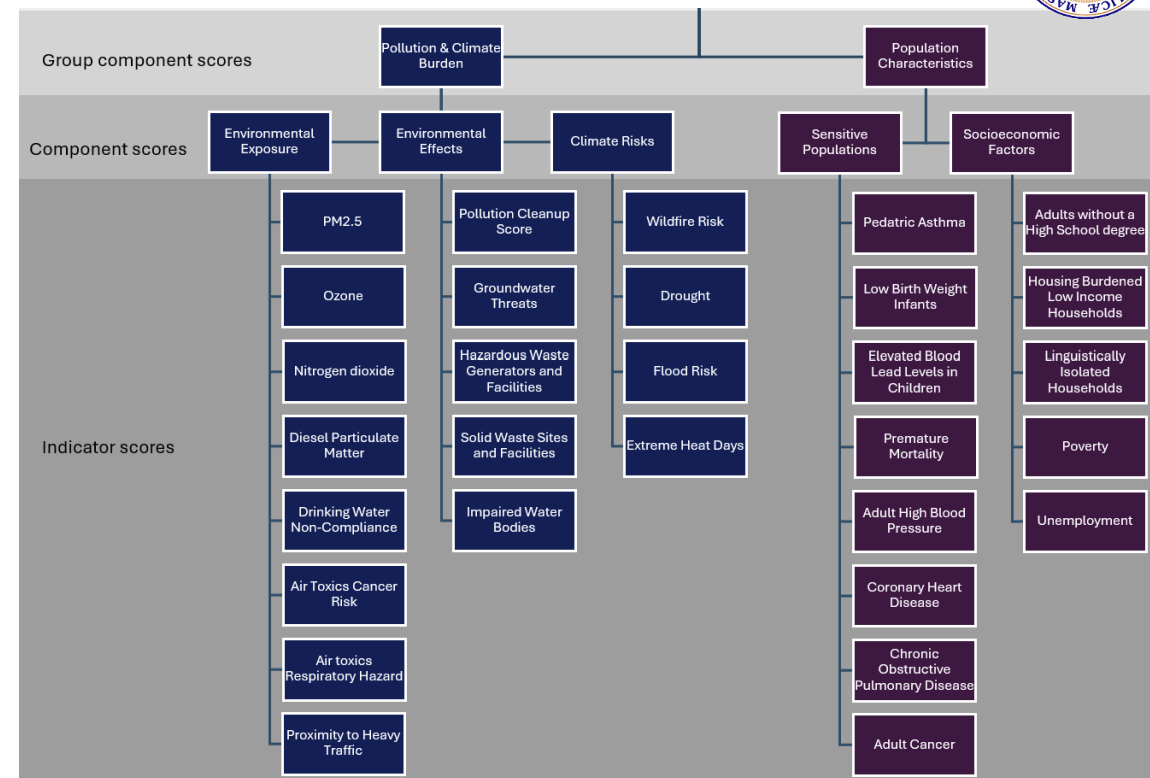 Group component scores
Pollution & Climate
Burden
Population
Characteristics
Component scores
Environmental
Exposure
Environmental
Effects
Climate Risks
Sensitive
Populations
Socioeconomic
Factors
Indicator scores
PM2.5
Ozone
Nitrogen dioxide
Diesel Particulate
Matter
Drinking Water
Non-Compliance
Air Toxics Cancer
Risk
Air toxics
Respiratory Hazard
Proximity to Heavy
Traffic
Pollution Cleanup
Score
Groundwater
Threats
Hazardous Waste
Generators and
Facilities
Solid Waste Sites
and Facilities
Impaired Water
Bodies
Wildfire Risk
Drought
Flood Risk
Extreme Heat Days
Pediatric Asthma
Low Birth Weight
Infants
Elevated Blood
Lead Levels in
Children
Premature
Mortality
Adult High Blood
Pressure
Coronary Heart
Disease
Chronic
Obstructive
Pulmonary Disease
Adult Cancer
Adults without a
High School degree
Housing Burdened
Low Income
Households
Linguistically
Isolated
Households
Poverty
Unemployment